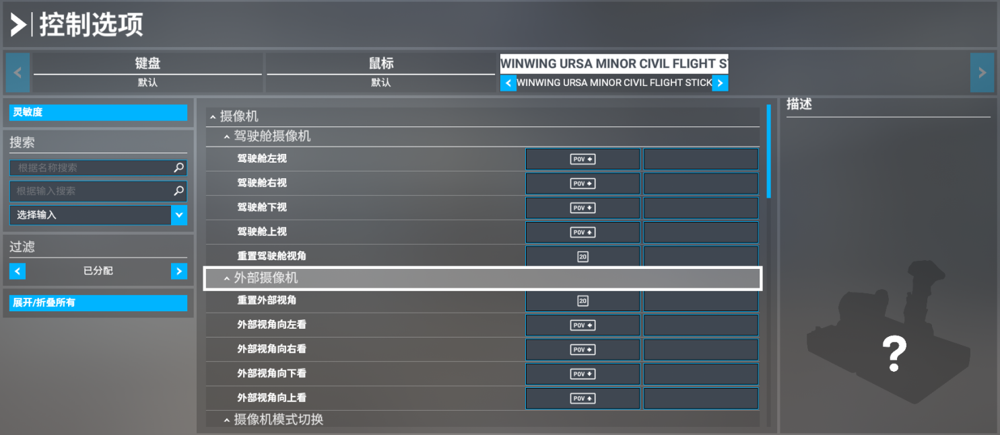 控制选项
键盘
默认
鼠标
默认
WINWING URSA MINOR CIVIL FLIGHT S
WINWING URSA MINOR CIVIL FLIGHT STICK
灵敏度
搜索
根据名称搜索
根据输入搜索
选择输入
过滤
已分配
展开/折叠所有
摄像机
驾驶舱摄像机
驾驶舱左视 POV
驾驶舱右视 POV
驾驶舱下视 POV
驾驶舱上视 POV
重置驾驶舱视角 20
外部摄像机
重置外部视角 20
外部视角向左看 POV
外部视角向右看 POV
外部视角向下看 POV
外部视角向上看 POV
摄像机模式切换
描述
?